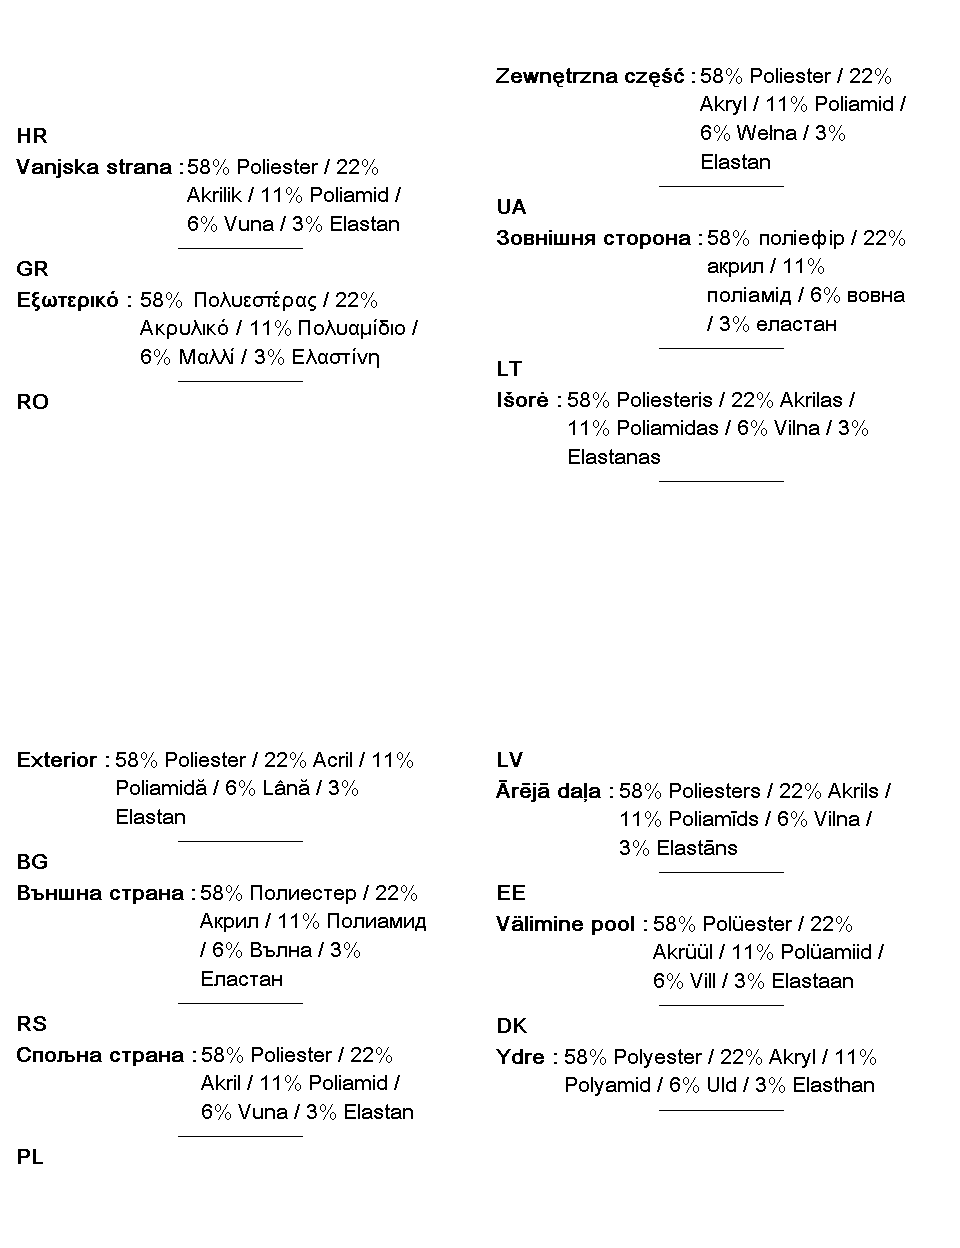 HR
Vanjska strana : 58% Poliester / 22%
Akrilik / 11% Poliamid /
6% Vuna / 3% Elastan
GR
Εξωτερικό : 58% Πολυεστέρας / 22%
Ακρυλικό / 11% Πολυαμίδιο /
6% Μαλλί / 3% Ελαστίνη
RO
Exterior : 58% Poliester / 22% Acril / 11%
Poliamidă / 6% Lână / 3%
Elastan
BG
Външна страна : 58% Полиестер / 22%
Акрил / 11% Полиамид
/ 6% Вълна / 3%
Еластан
RS
Спољна страна : 58% Poliester / 22%
Akril / 11% Poliamid /
6% Vuna / 3% Elastan
PL
Zewnętrzna część : 58% Poliester / 22%
Akryl / 11% Poliamid /
6% Wełna / 3%
Elastan
UA
Зовнішня сторона : 58% поліефір / 22%
акрил / 11%
поліамід / 6% вовна
/ 3% еластан
LT
Išorė : 58% Poliesteris / 22% Akrilas /
11% Poliamidas / 6% Vilna / 3%
Elastanas
LV
Ārējā daļa : 58% Poliesters / 22% Akrils /
11% Poliamīds / 6% Vilna /
3% Elastāns
EE
Välimine pool : 58% Polüester / 22%
Akrüül / 11% Polüamiid /
6% Vill / 3% Elastaan
DK
Ydre : 58% Polyester / 22% Akryl / 11%
Polyamid / 6% Uld / 3% Elasthan